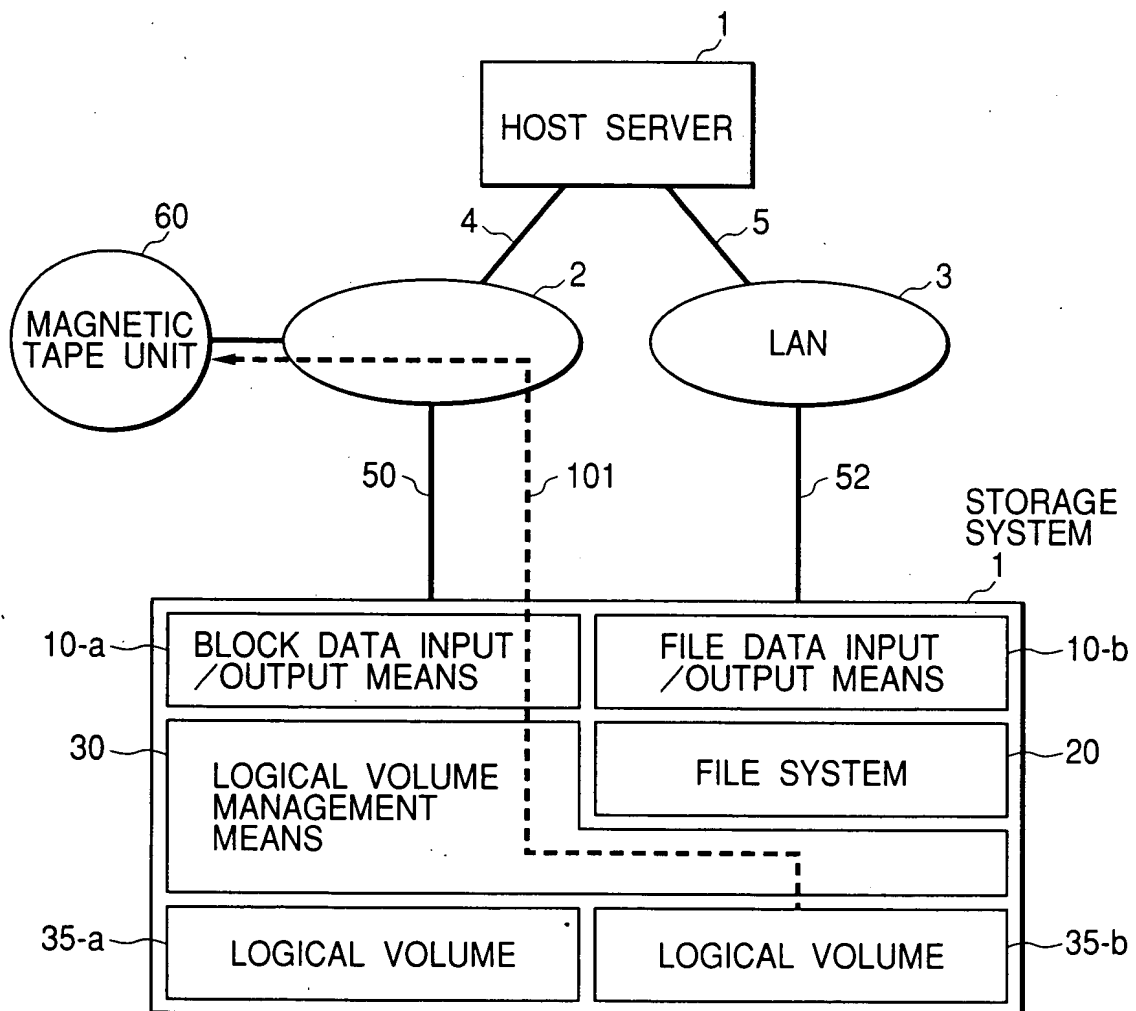 1
HOST SERVER
4
5
60
2
3
MAGNETIC
TAPE UNIT
LAN
50
101
52
STORAGE
SYSTEM
1
10-a
BLOCK DATA INPUT
/OUTPUT MEANS
FILE DATA INPUT
/OUTPUT MEANS
10-b
30
LOGICAL VOLUME
MANAGEMENT
MEANS
FILE SYSTEM
20
35-a
LOGICAL VOLUME
LOGICAL VOLUME
35-b